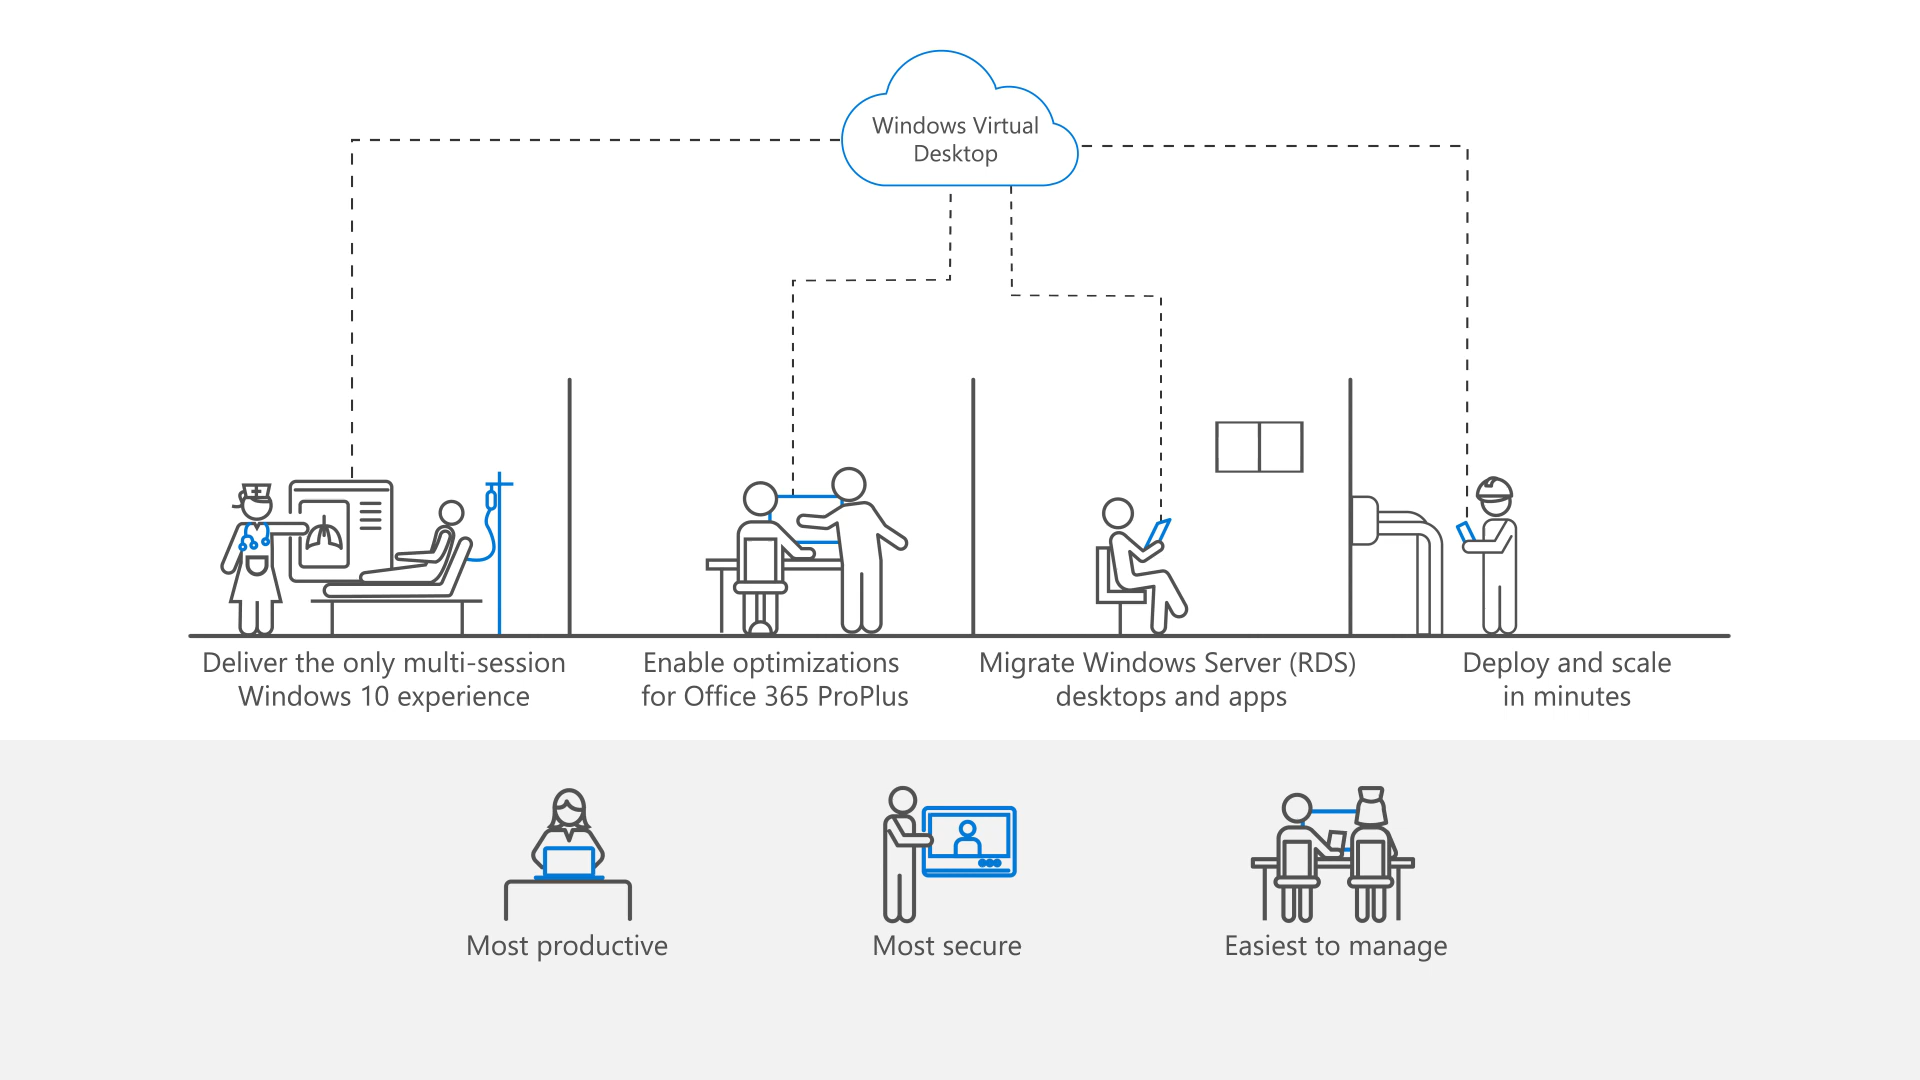 Windows Virtual
Desktop
Deliver the only multi-session
Windows 10 experience
Enable optimizations
for Office 365 ProPlus
Migrate Windows Server (RDS)
desktops and apps
Deploy and scale
in minutes
Most productive
Most secure
Easiest to manage